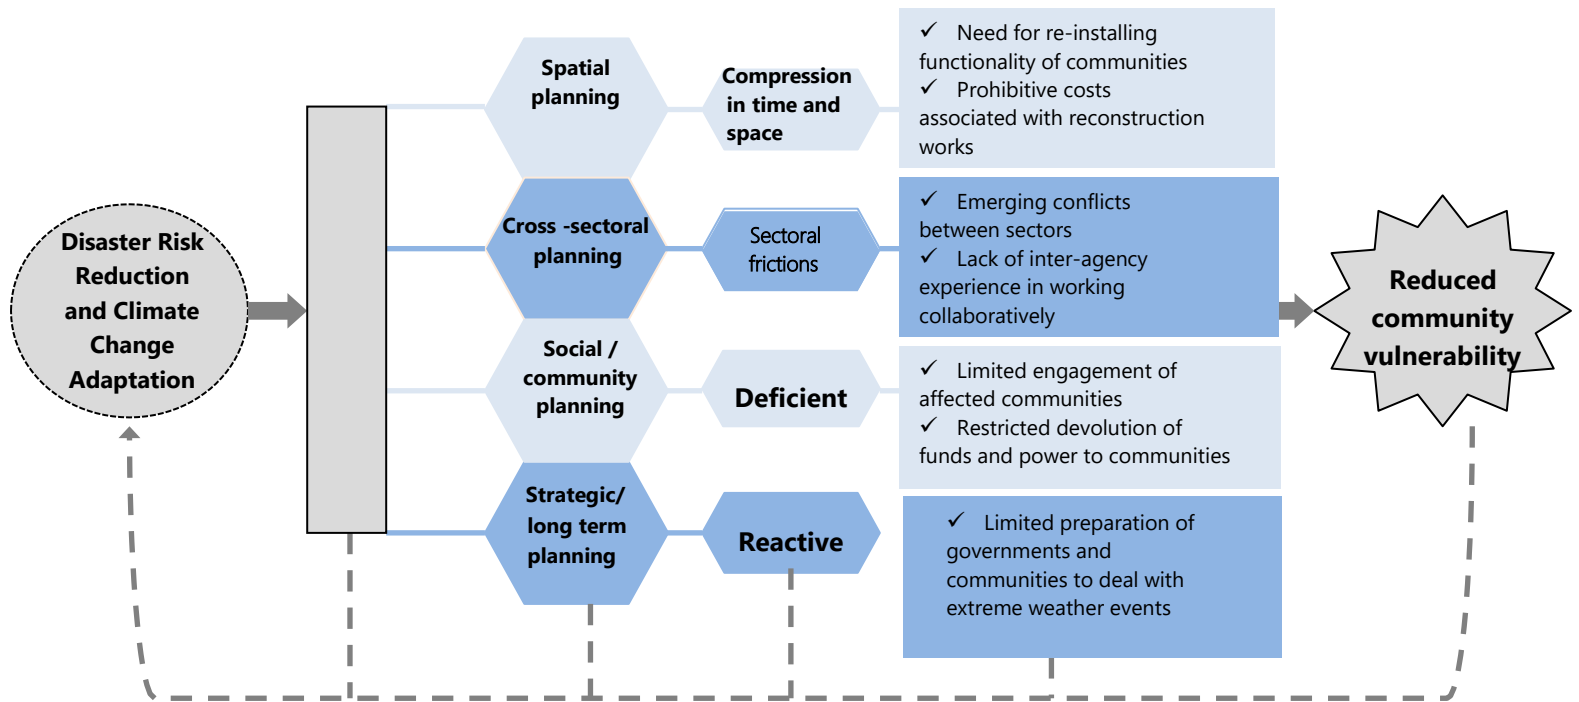 Disaster Risk
Reduction
and Climate
Change
Adaptation
Spatial
planning
Compression
in time and
space
✓ Need for re-installing
functionality of communities
✓ Prohibitive costs
associated with reconstruction
works
Cross -sectoral
planning
Sectoral
frictions
✓ Emerging conflicts
between sectors
✓ Lack of inter-agency
experience in working
collaboratively
Social /
community
planning
Deficient
✓ Limited engagement of
affected communities
✓ Restricted devolution of
funds and power to communities
Strategic/
long term
planning
Reactive
✓ Limited preparation of
governments and
communities to deal with
extreme weather events
Reduced
community
vulnerability